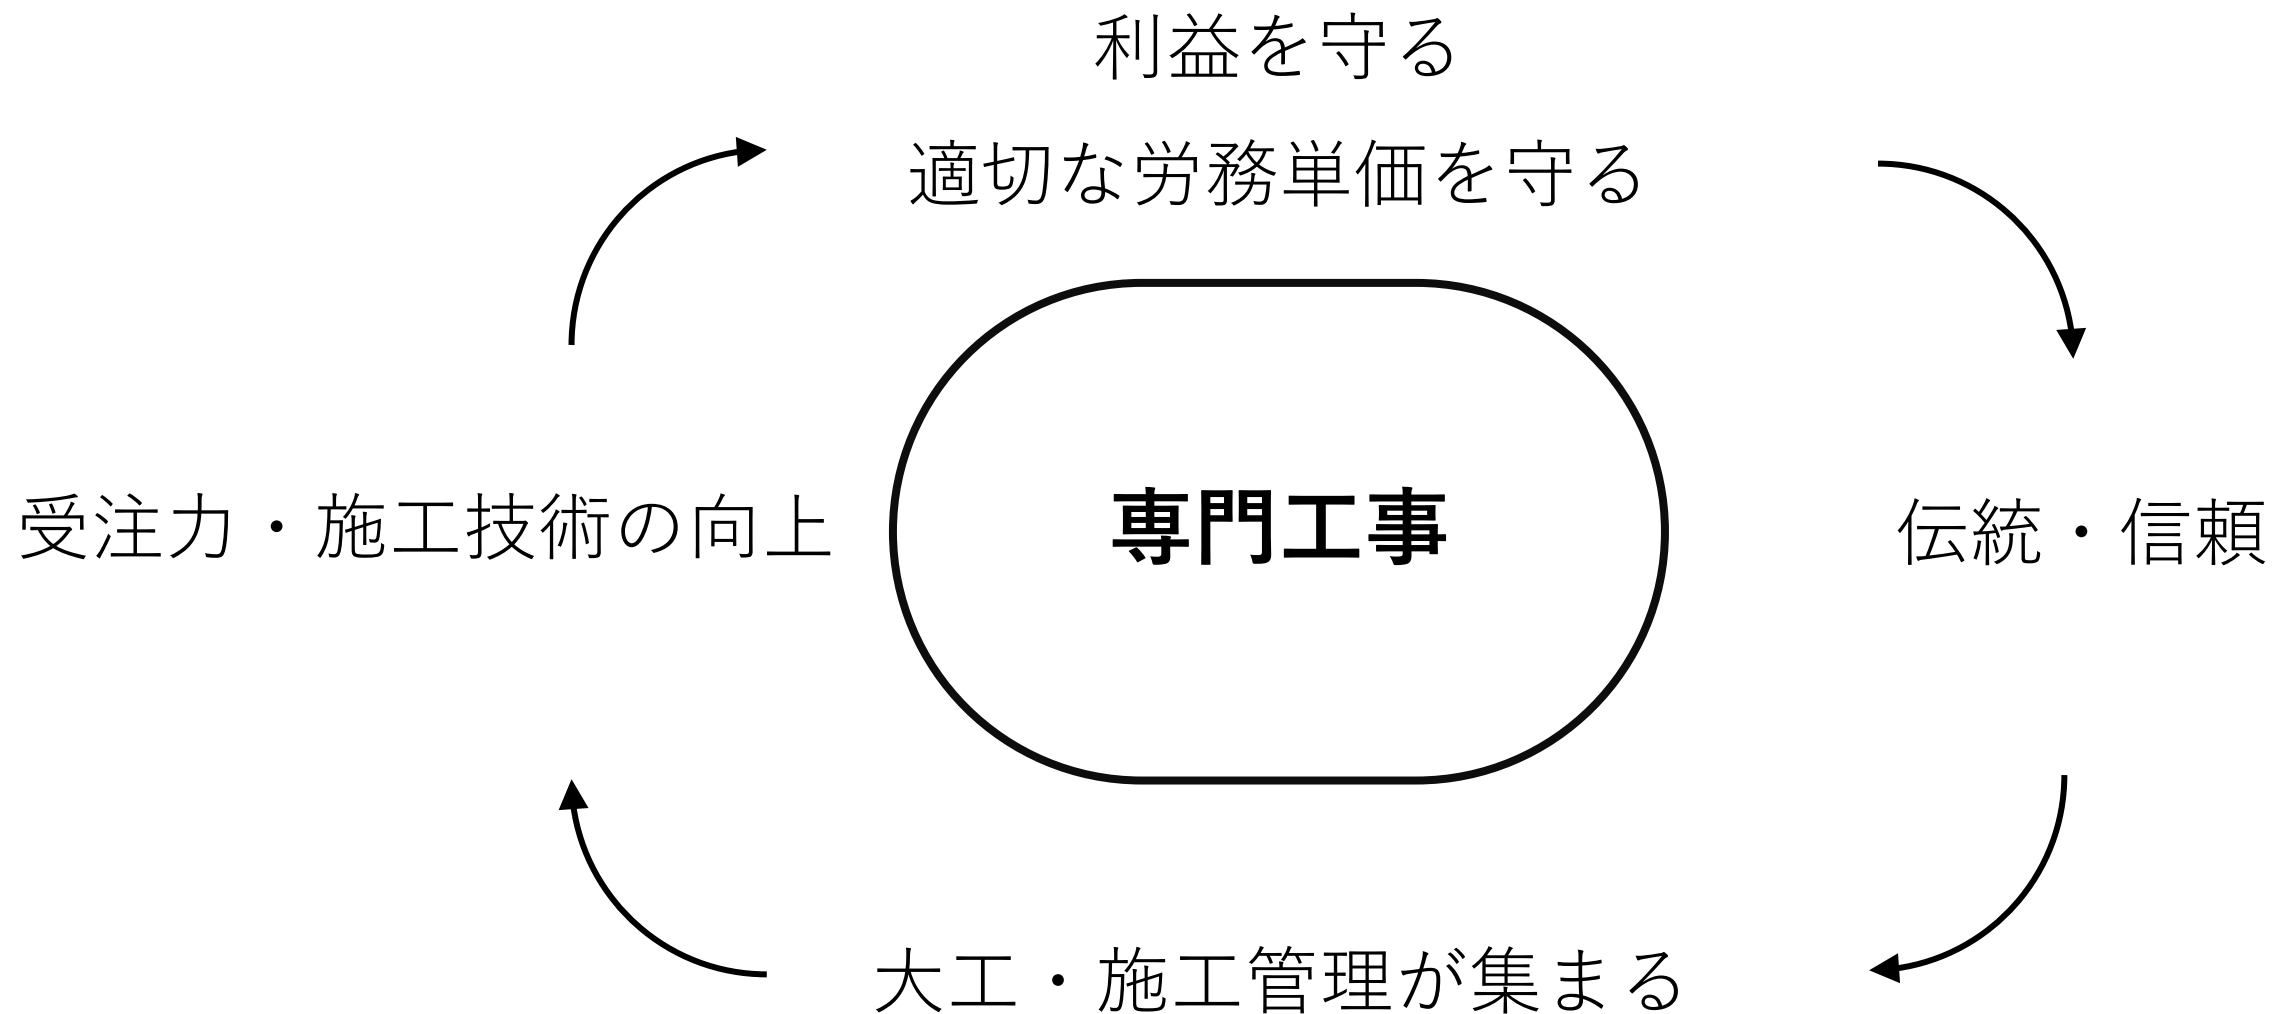 利益を守る
適切な労務単価を守る
受注力・施工技術の向上
専門工事
伝統・信頼
大工・施工管理が集まる